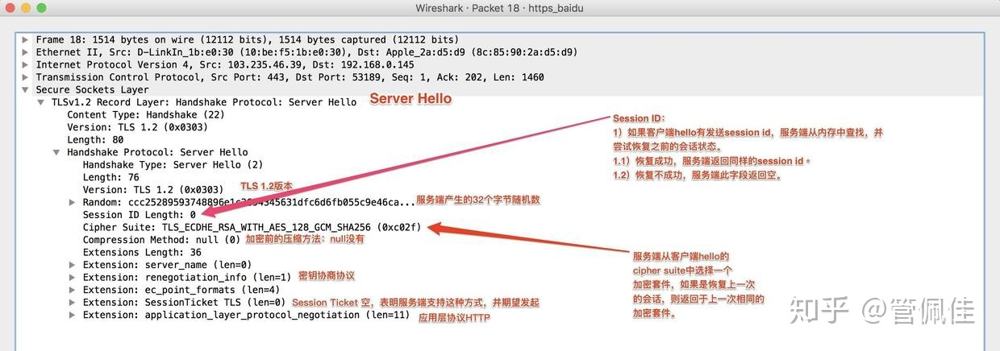 Wireshark · Packet 18 · https_baidu
Frame 18: 1514 bytes on wire (12112 bits), 1514 bytes captured (12112 bits)
Ethernet II, Src: D-LinkIn_1b:e0:30 (10:be:f5:1b:e0:30), Dst: Apple_2a:d5:d9 (8c:85:90:2a:d5:d9)
Internet Protocol Version 4, Src: 103.235.46.39, Dst: 192.168.0.145
Transmission Control Protocol, Src Port: 443, Dst Port: 53189, Seq: 1, Ack: 202, Len: 1460
Secure Sockets Layer
TLSv1.2 Record Layer: Handshake Protocol: Server Hello
Server Hello
Content Type: Handshake (22)
Version: TLS 1.2 (0x0303)
Length: 80
Handshake Protocol: Server Hello
Handshake Type: Server Hello (2)
Length: 76
Version: TLS 1.2 (0x0303)
TLS 1.2版本
Random: 服务端产生的32个字节随机数
Session ID Length: 0
Cipher Suite: TLS_ECDHE_RSA_WITH_AES_128_GCM_SHA256 (0xc02f)
Compression Method: null (0) 加密前的压缩方法：null没有
Extensions Length: 36
Extension: server_name (len=0)
Extension: renegotiation_info (len=1) 密钥协商协议
Extension: ec_point_formats (len=4)
Extension: SessionTicket TLS (len=0) Session Ticket 空，表明服务端支持这种方式，并期望发起
Extension: application_layer_protocol_negotiation (len=11) 应用层协议HTTP
Session ID：
1）如果客户端hello有发送session id，服务端从内存中查找，并
尝试恢复之前的会话状态。
1.1）恢复成功，服务端返回同样的session id。
1.2）恢复不成功，服务端此字段返回空。
服务端从客户端hello的
cipher suite中选择一个
加密套件，如果是恢复上一次
的会话，则返回于上一次相同的
加密套件。
知乎 @管佩佳